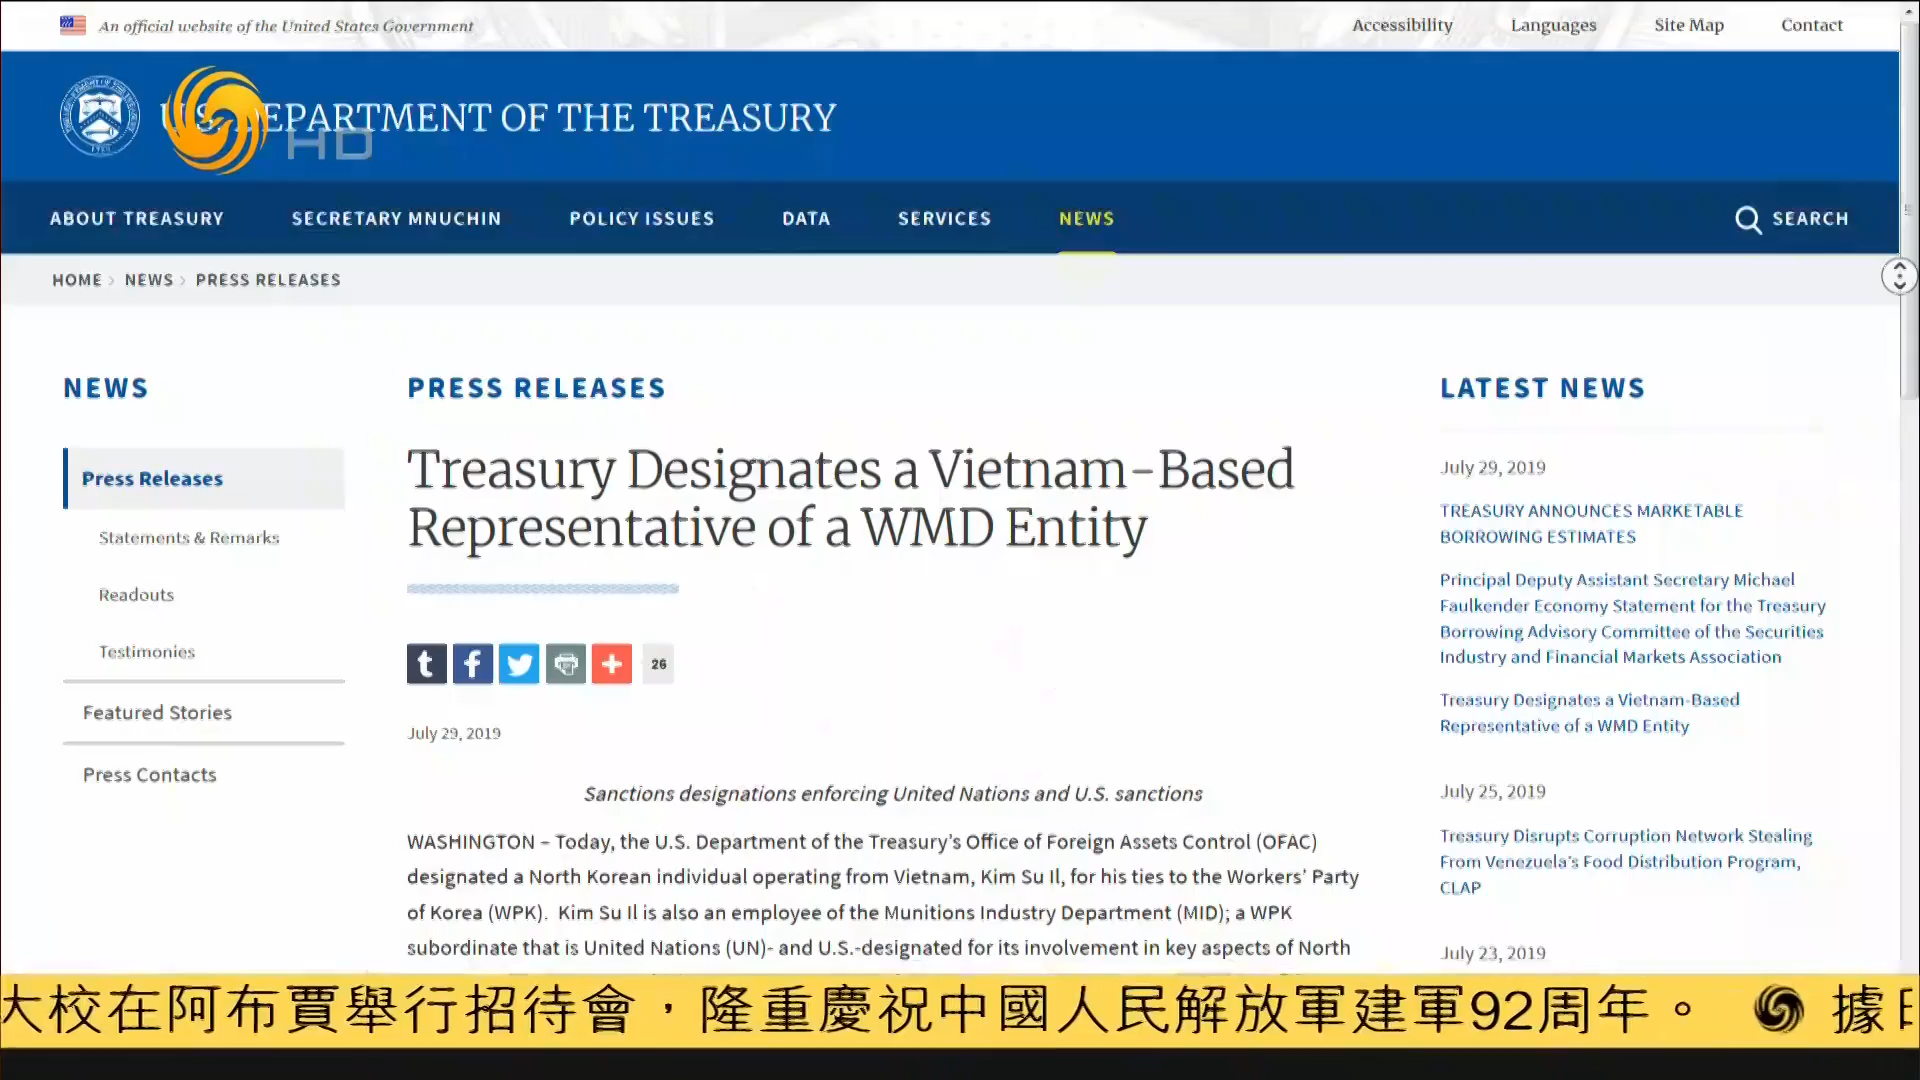 An official website of the United States Government
Accessibility
Languages
Site Map
Contact
U.S. DEPARTMENT OF THE TREASURY
HD
ABOUT TREASURY
SECRETARY MNUCHIN
POLICY ISSUES
DATA
SERVICES
NEWS
SEARCH
HOME > NEWS > PRESS RELEASES
NEWS
Press Releases
Statements & Remarks
Readouts
Testimonies
Featured Stories
Press Contacts
PRESS RELEASES
Treasury Designates a Vietnam-Based
Representative of a WMD Entity
26
July 29, 2019
Sanctions designations enforcing United Nations and U.S. sanctions
WASHINGTON – Today, the U.S. Department of the Treasury’s Office of Foreign Assets Control (OFAC)
designated a North Korean individual operating from Vietnam, Kim Su Il, for his ties to the Workers’ Party
of Korea (WPK). Kim Su Il is also an employee of the Munitions Industry Department (MID); a WPK
subordinate that is United Nations (UN)- and U.S.-designated for its involvement in key aspects of North
LATEST NEWS
July 29, 2019
TREASURY ANNOUNCES MARKETABLE
BORROWING ESTIMATES
Principal Deputy Assistant Secretary Michael
Faulkender Economy Statement for the Treasury
Borrowing Advisory Committee of the Securities
Industry and Financial Markets Association
Treasury Designates a Vietnam-Based
Representative of a WMD Entity
July 25, 2019
Treasury Disrupts Corruption Network Stealing
From Venezuela’s Food Distribution Program,
CLAP
July 23, 2019
大校在阿布賈舉行招待會，隆重慶祝中國人民解放軍建軍92周年。 據